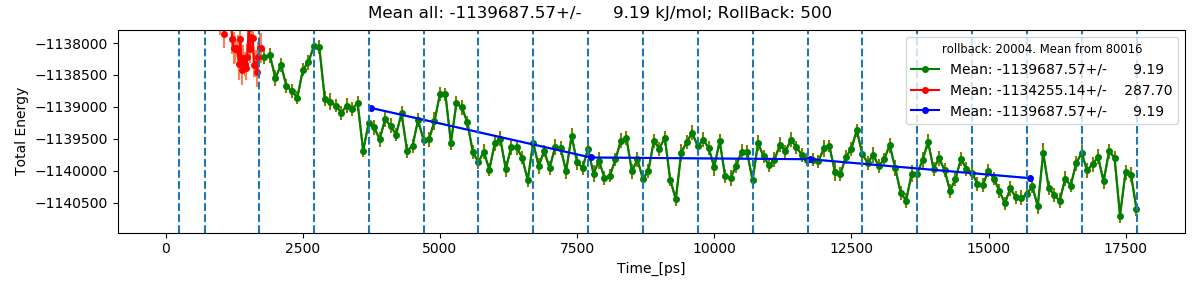 Mean all: -1139687.57+/- 9.19 kJ/mol; RollBack: 500
Total Energy
−1138000
−1138500
−1139000
−1139500
−1140000
−1140500
rollback: 20004. Mean from 80016
Mean: -1139687.57+/- 9.19
Mean: -1134255.14+/- 287.70
Mean: -1139687.57+/- 9.19
0 2500 5000 7500 10000 12500 15000 17500
Time_[ps]